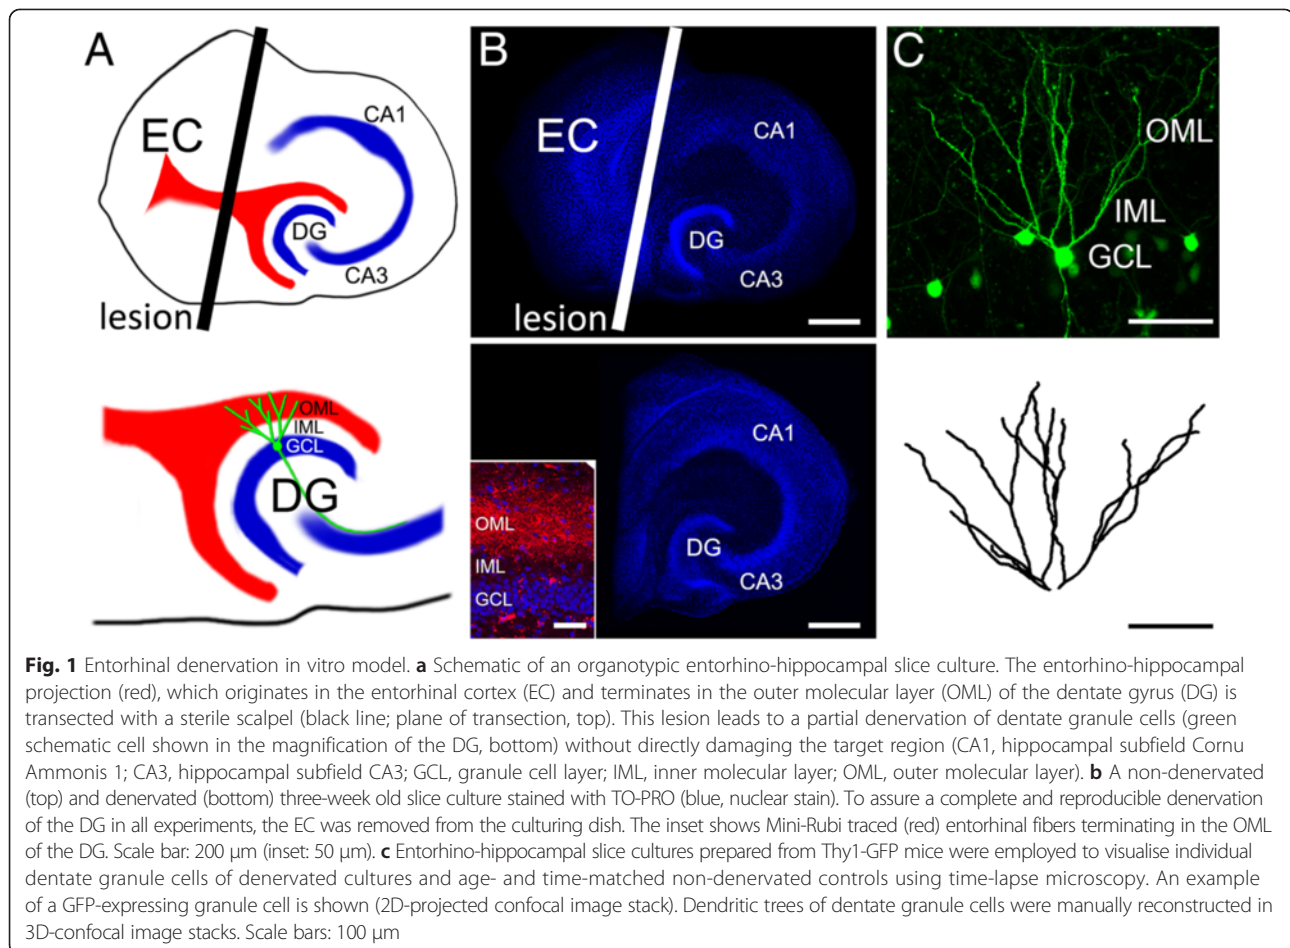 A
EC
CA1
DG
CA3
lesion
OML
IML
GCL
DG
B
EC
CA1
DG
CA3
lesion
CA1
DG
CA3
OML
IML
GCL
C
OML
IML
GCL
Fig. 1 Entorhinal denervation in vitro model. a Schematic of an organotypic entorhino-hippocampal slice culture. The entorhino-hippocampal
projection (red), which originates in the entorhinal cortex (EC) and terminates in the outer molecular layer (OML) of the dentate gyrus (DG) is
transected with a sterile scalpel (black line; plane of transection, top). This lesion leads to a partial denervation of dentate granule cells (green
schematic cell shown in the magnification of the DG, bottom) without directly damaging the target region (CA1, hippocampal subfield Cornu
Ammonis 1; CA3, hippocampal subfield CA3; GCL, granule cell layer; IML, inner molecular layer; OML, outer molecular layer). b A non-denervated
(top) and denervated (bottom) three-week old slice culture stained with TO-PRO (blue, nuclear stain). To assure a complete and reproducible denervation
of the DG in all experiments, the EC was removed from the culturing dish. The inset shows Mini-Rubi traced (red) entorhinal fibers terminating in the OML
of the DG. Scale bar: 200 μm (inset: 50 μm). c Entorhino-hippocampal slice cultures prepared from Thy1-GFP mice were employed to visualise individual
dentate granule cells of denervated cultures and age- and time-matched non-denervated controls using time-lapse microscopy. An example
of a GFP-expressing granule cell is shown (2D-projected confocal image stack). Dendritic trees of dentate granule cells were manually reconstructed in
3D-confocal image stacks. Scale bars: 100 μm